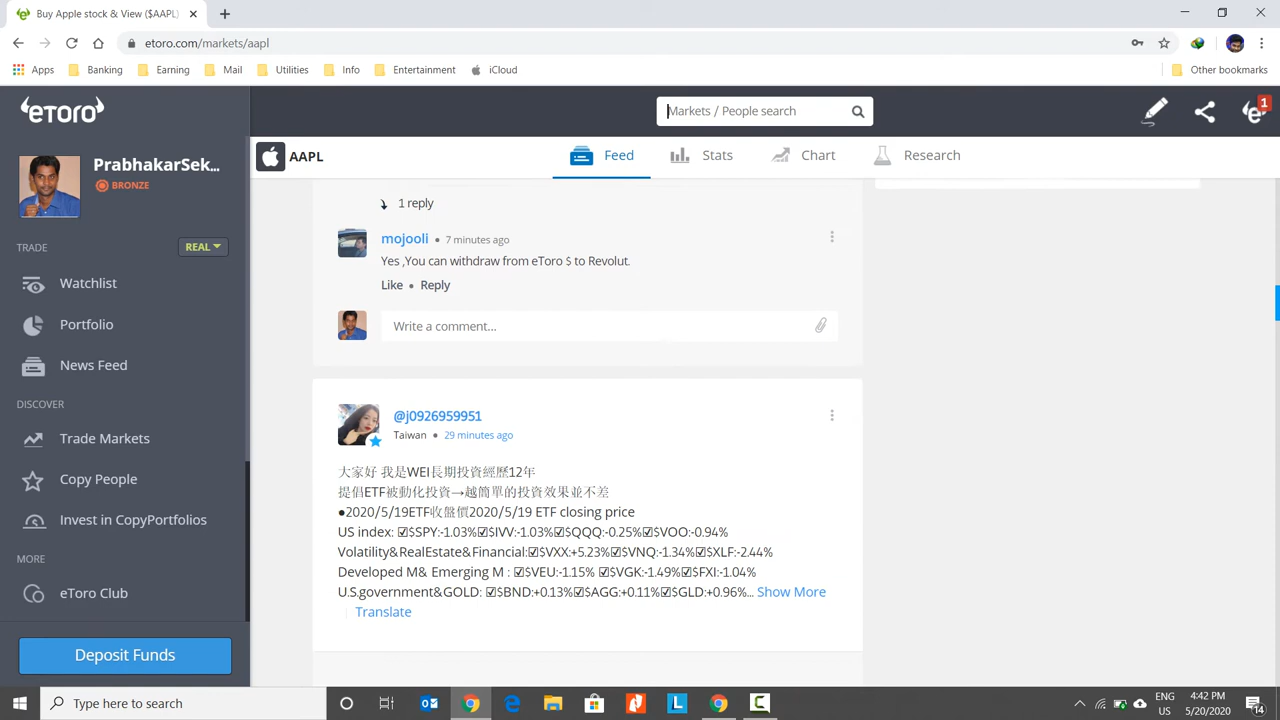 Buy Apple stock & View ($AAPL)
etoro.com/markets/aapl
Apps Banking Earning Mail Utilities Info Entertainment iCloud Other bookmarks
eToro
Markets / People search
1
PrabhakarSek...
BRONZE
AAPL
Feed Stats Chart Research
TRADE REAL
Watchlist
Portfolio
News Feed
DISCOVER
Trade Markets
Copy People
Invest in CopyPortfolios
MORE
eToro Club
Deposit Funds
1 reply
mojooli • 7 minutes ago
Yes ,You can withdraw from eToro $ to Revolut.
Like • Reply
Write a comment...
@j0926959951
Taiwan • 29 minutes ago
大家好 我是WEI長期投資經歷12年
提倡ETF被動化投資→越簡單的投資效果並不差
●2020/5/19ETF收盤價2020/5/19 ETF closing price
US index: ☑$SPY:-1.03%☑$IVV:-1.03%☑$QQQ:-0.25%☑$VOO:-0.94%
Volatility&RealEstate&Financial:☑$VXX:+5.23%☑$VNQ:-1.34%☑$XLF:-2.44%
Developed M& Emerging M : ☑$VEU:-1.15% ☑$VGK:-1.49%☑$FXI:-1.04%
U.S.government&GOLD: ☑$BND:+0.13%☑$AGG:+0.11%☑$GLD:+0.96%... Show More
Translate
Type here to search
ENG
US
4:42 PM
5/20/2020
14